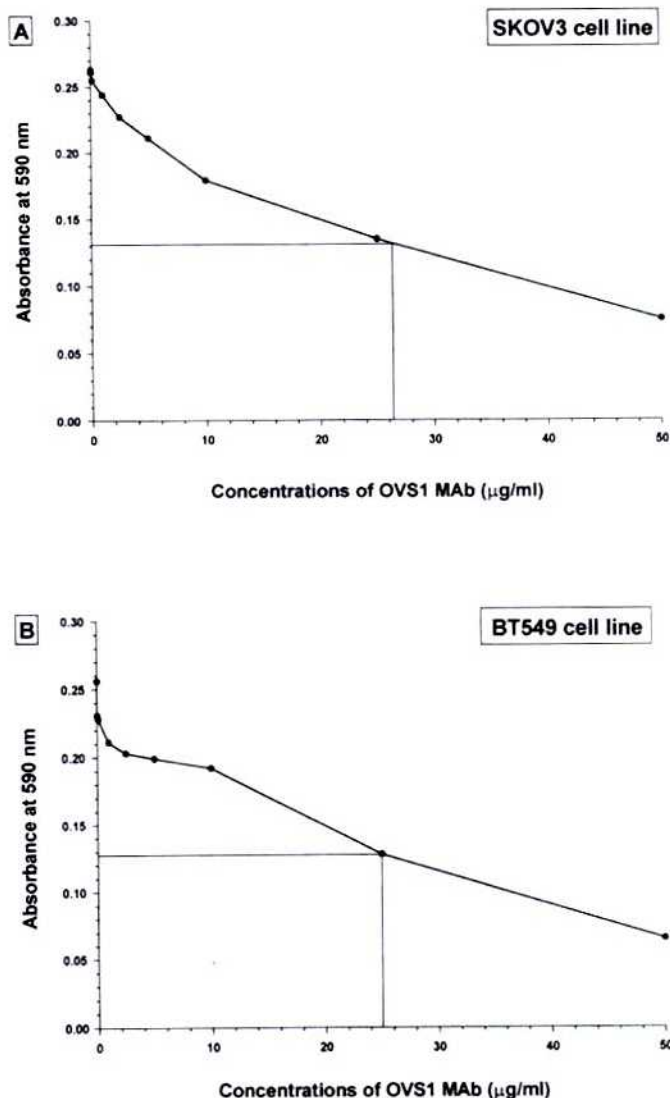 A
SKOV3 cell line
0.30
0.25
0.20
0.15
0.10
0.05
0.00
Absorbance at 590 nm
0 10 20 30 40 50
Concentrations of OVS1 MAb (μg/ml)
B
BT549 cell line
0.30
0.25
0.20
0.15
0.10
0.05
0.00
Absorbance at 590 nm
0 10 20 30 40 50
Concentrations of OVS1 MAb (μg/ml)